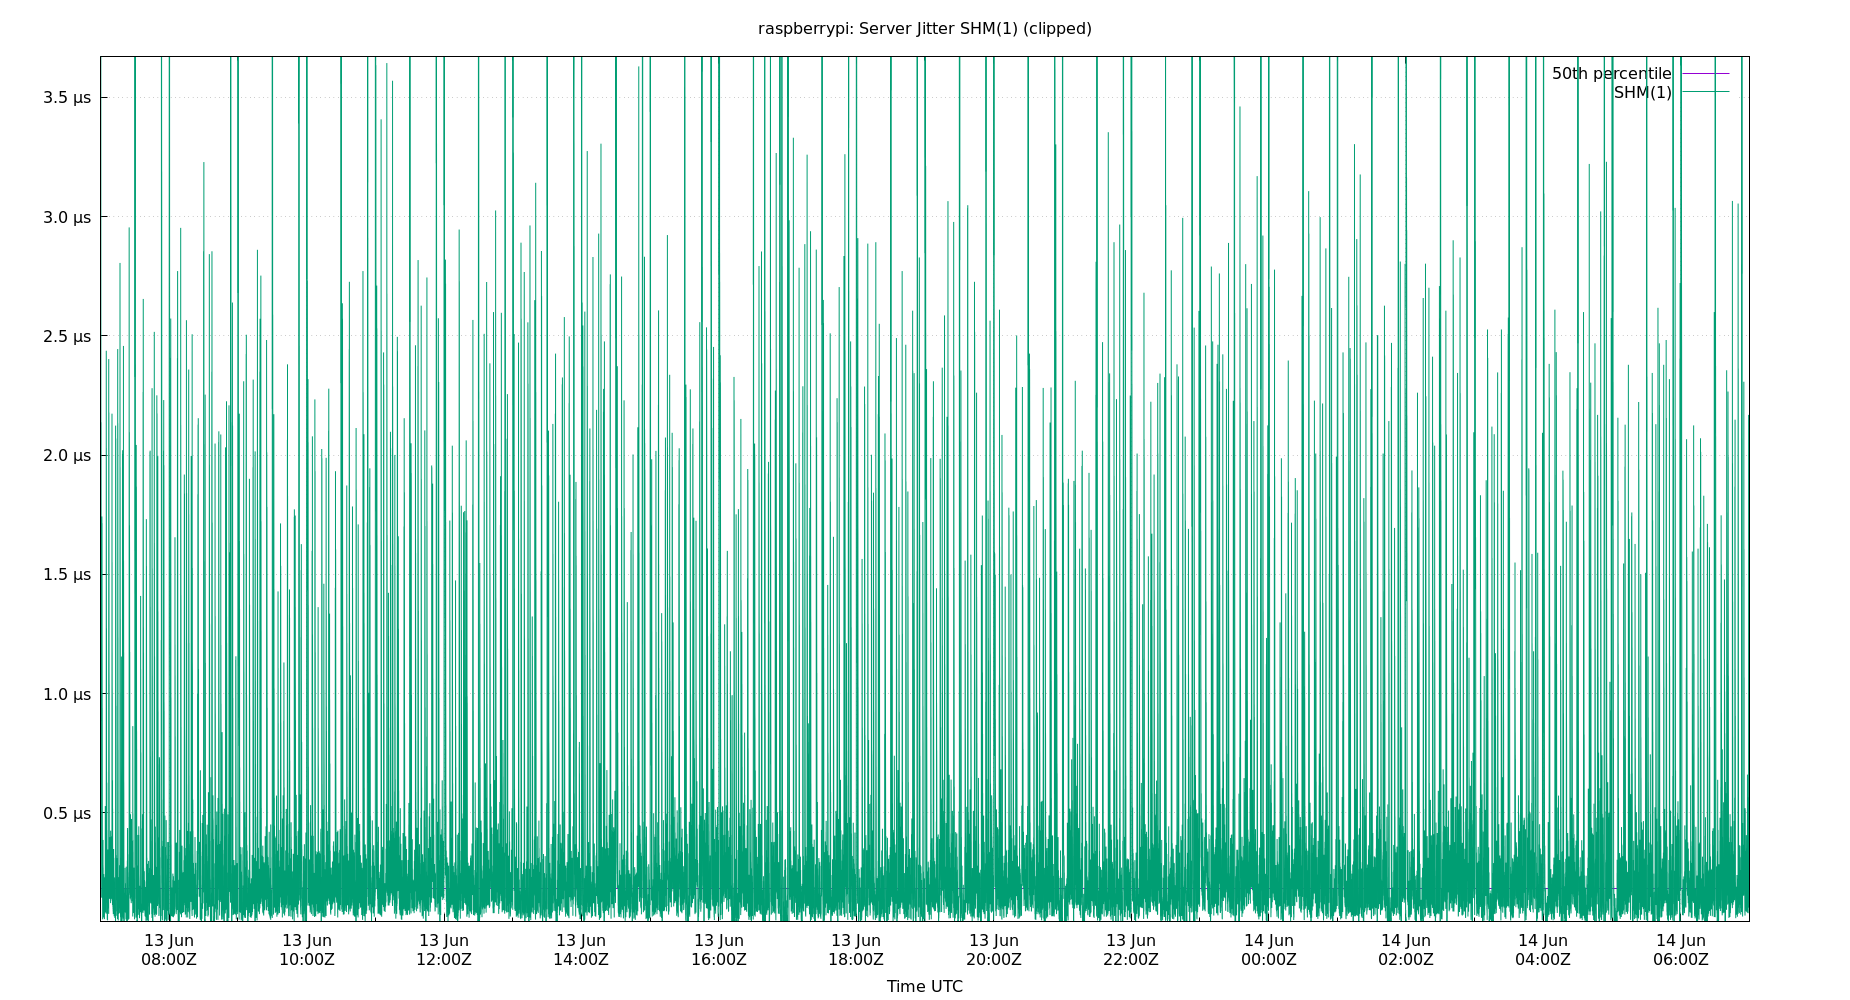 raspberrypi: Server Jitter SHM(1) (clipped)
50th percentile
SHM(1)
3.5 µs
3.0 µs
2.5 µs
2.0 µs
1.5 µs
1.0 µs
0.5 µs
13 Jun 13 Jun 13 Jun 13 Jun 13 Jun 13 Jun 13 Jun 13 Jun 14 Jun 14 Jun 14 Jun 14 Jun
08:00Z 10:00Z 12:00Z 14:00Z 16:00Z 18:00Z 20:00Z 22:00Z 00:00Z 02:00Z 04:00Z 06:00Z
Time UTC